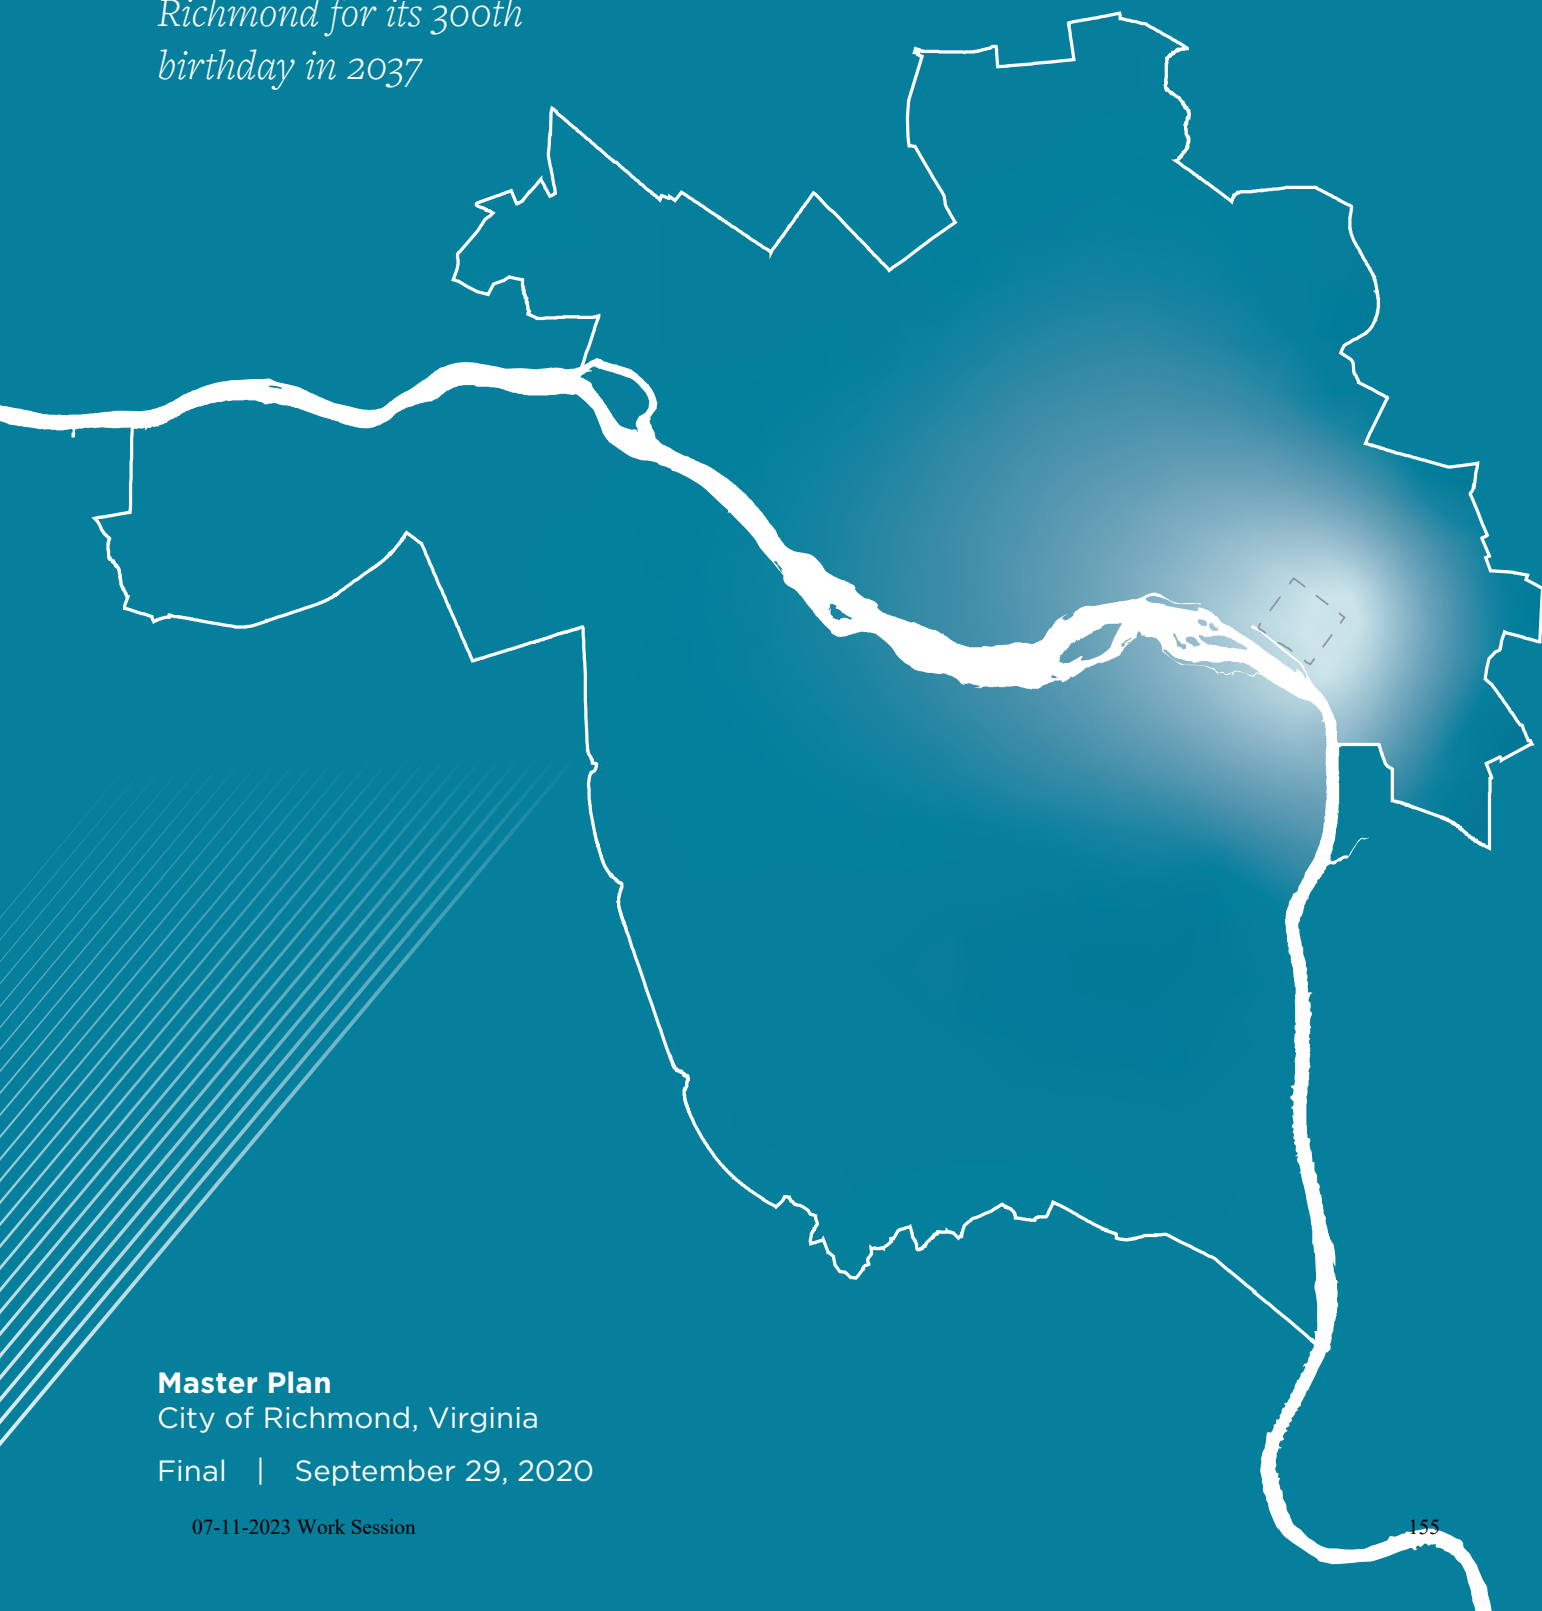 Richmond for its 300th
birthday in 2037
Master Plan
City of Richmond, Virginia
Final | September 29, 2020
07-11-2023 Work Session
155